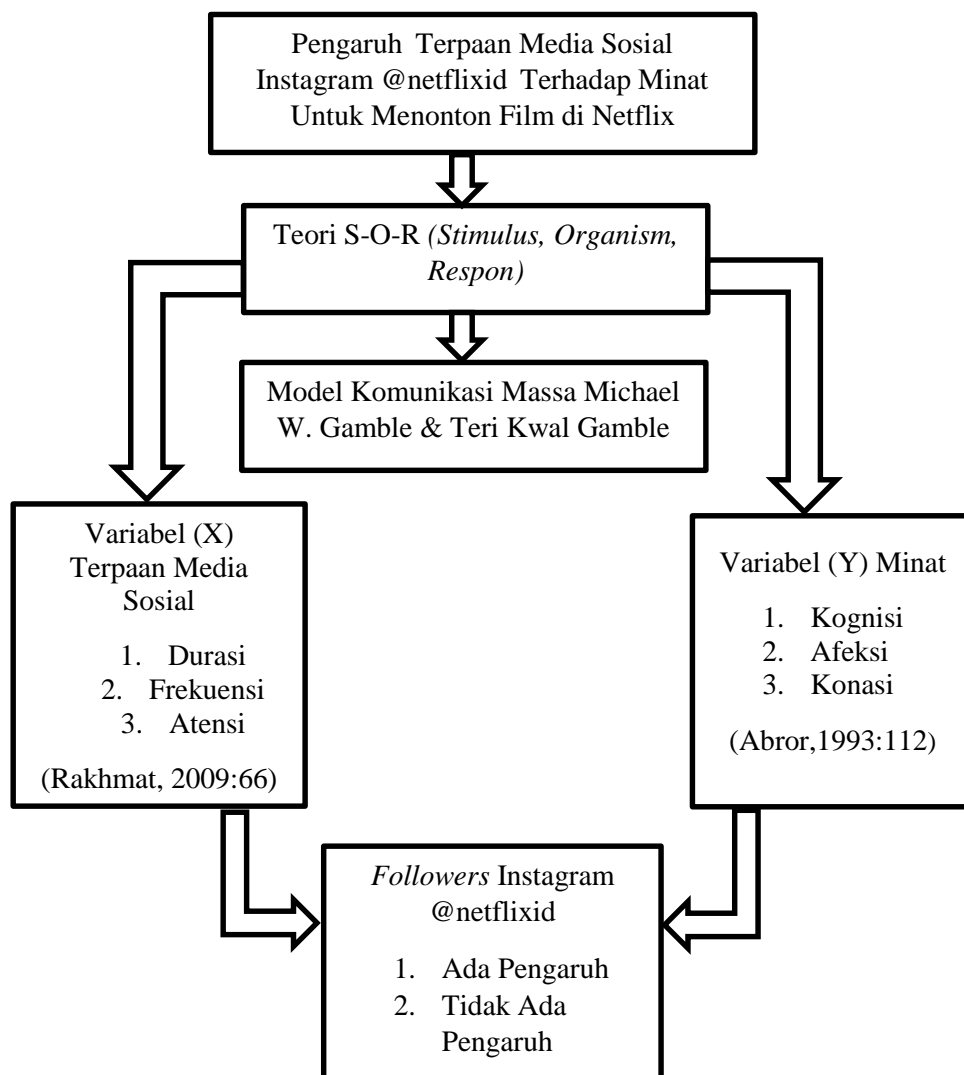 Pengaruh Terpaan Media Sosial
Instagram @netflixid Terhadap Minat
Untuk Menonton Film di Netflix
Teori S-O-R (Stimulus, Organism,
Respon)
Model Komunikasi Massa Michael
W. Gamble & Teri Kwal Gamble
Variabel (X)
Terpaan Media
Sosial
1. Durasi
2. Frekuensi
3. Atensi
(Rakhmat, 2009:66)
Variabel (Y) Minat
1. Kognisi
2. Afeksi
3. Konasi
(Abror,1993:112)
Followers Instagram
@netflixid
1. Ada Pengaruh
2. Tidak Ada
Pengaruh